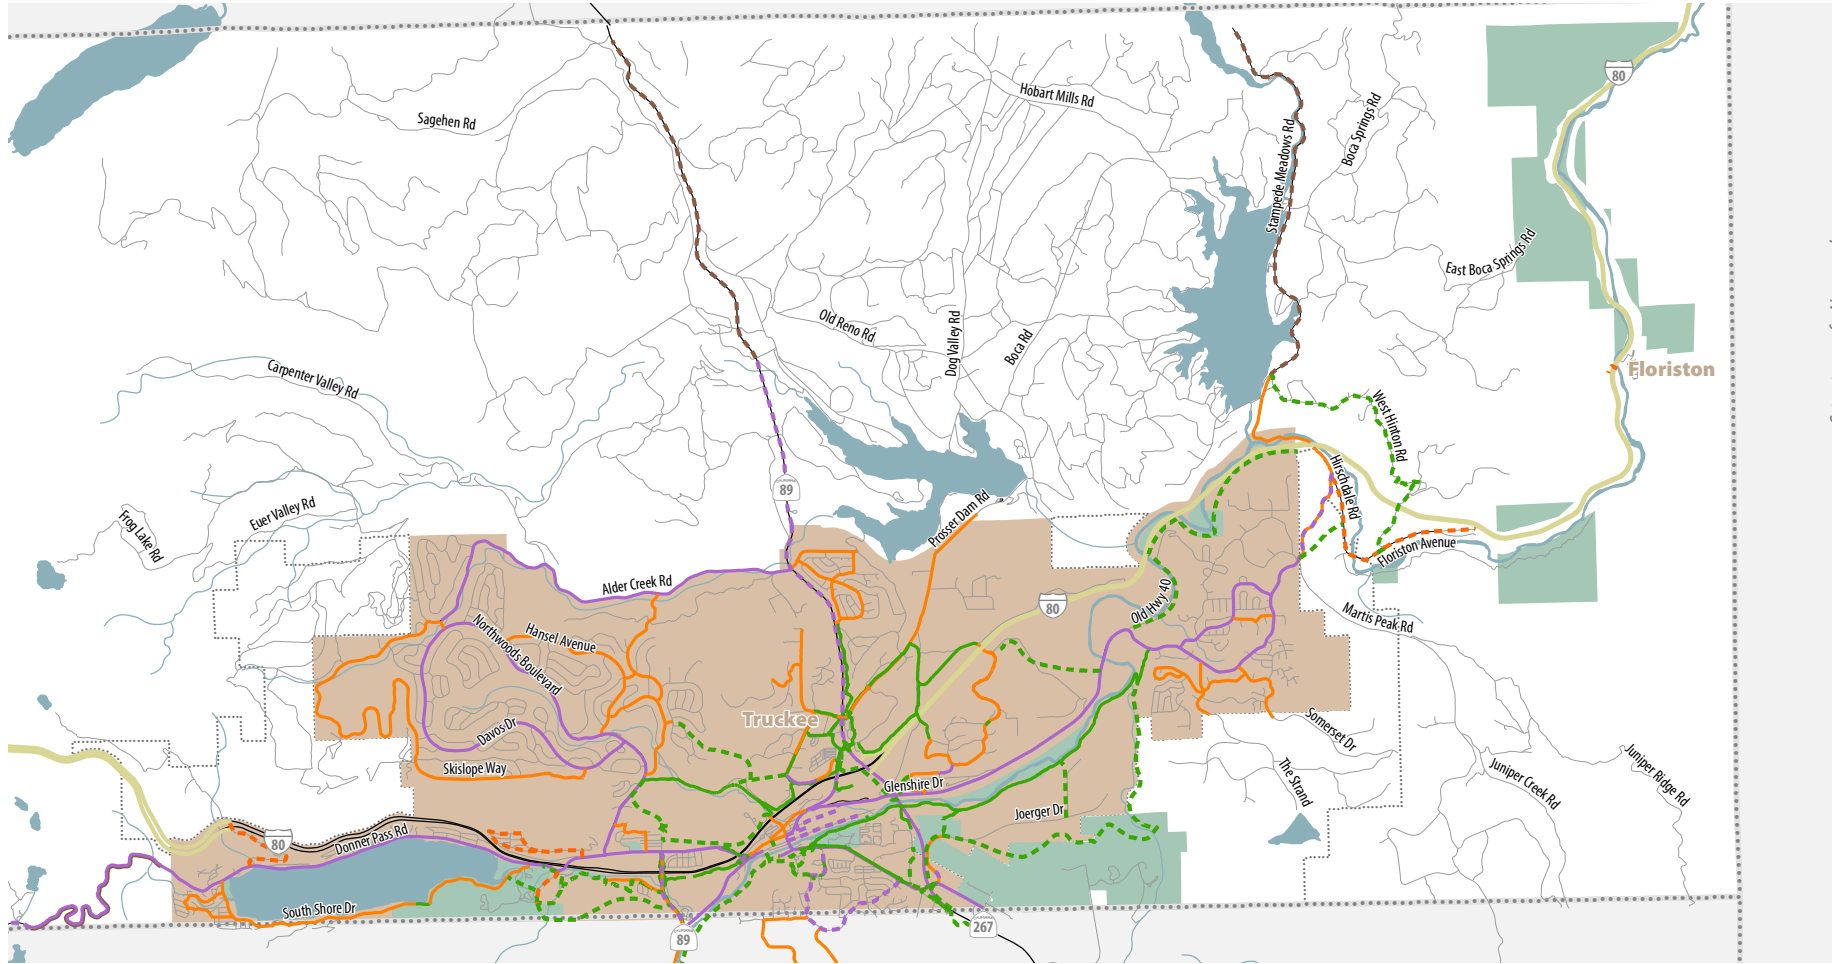 80
Hobart Mills Rd
Sagehen Rd
Boca Springs Rd
Stampede Meadows Rd
East Boca Springs Rd
Old Reno Rd
Dog Valley Rd
Boca Rd
Floriston
Carpenter Valley Rd
West Hinton Rd
89
Hirschdale Rd
Prosser Dam Rd
Euer Valley Rd
Frog Lake Rd
Floriston Avenue
Alder Creek Rd
80
Old Hwy 40
Martis Peak Rd
Hansel Avenue
Northwoods Boulevard
Truckee
Davos Dr
Somerset Dr
Skislope Way
Glenshire Dr
The Strand
Juniper Creek Rd
Juniper Ridge Rd
Joerger Dr
80
Donner Pass Rd
South Shore Dr
89
267